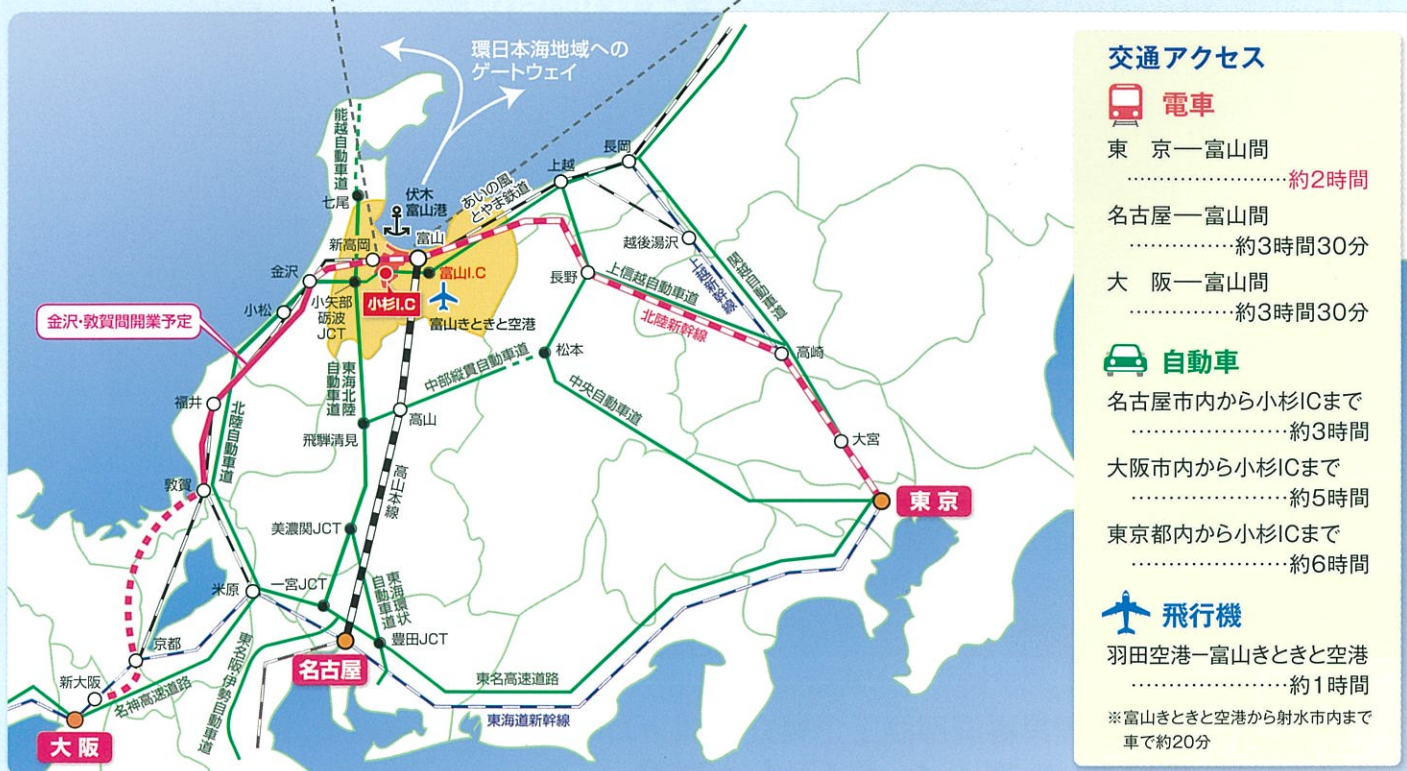 環日本海地域への
ゲートウェイ
能越自動車道
七尾
伏木
富山港
あいの風
とやま鉄道
上越
長岡
新高岡
富山
越後湯沢
関越自動車道
金沢
富山I.C
長野
上信越自動車道
上越新幹線
小松
小矢部
砺波
JCT
小杉I.C
富山きときと空港
北陸新幹線
金沢・敦賀間開業予定
高崎
松本
中部縦貫自動車道
東海北陸
自動車道
中央自動車道
福井
北陸自動車道
高山
飛騨清見
大宮
敦賀
高山本線
東京
美濃関JCT
米原
一宮JCT
東海環状
自動車道
京都
豊田JCT
名古屋
新大阪
名神高速道路
東名阪・伊勢自動車道
東名高速道路
東海道新幹線
大阪
交通アクセス
電車
東　京―富山間
……………………約2時間
名古屋―富山間
……………約3時間30分
大　阪―富山間
……………約3時間30分
自動車
名古屋市内から小杉ICまで
…………………約3時間
大阪市内から小杉ICまで
…………………約5時間
東京都内から小杉ICまで
…………………約6時間
飛行機
羽田空港－富山きときと空港
…………………約1時間
※富山きときと空港から射水市内まで
車で約20分